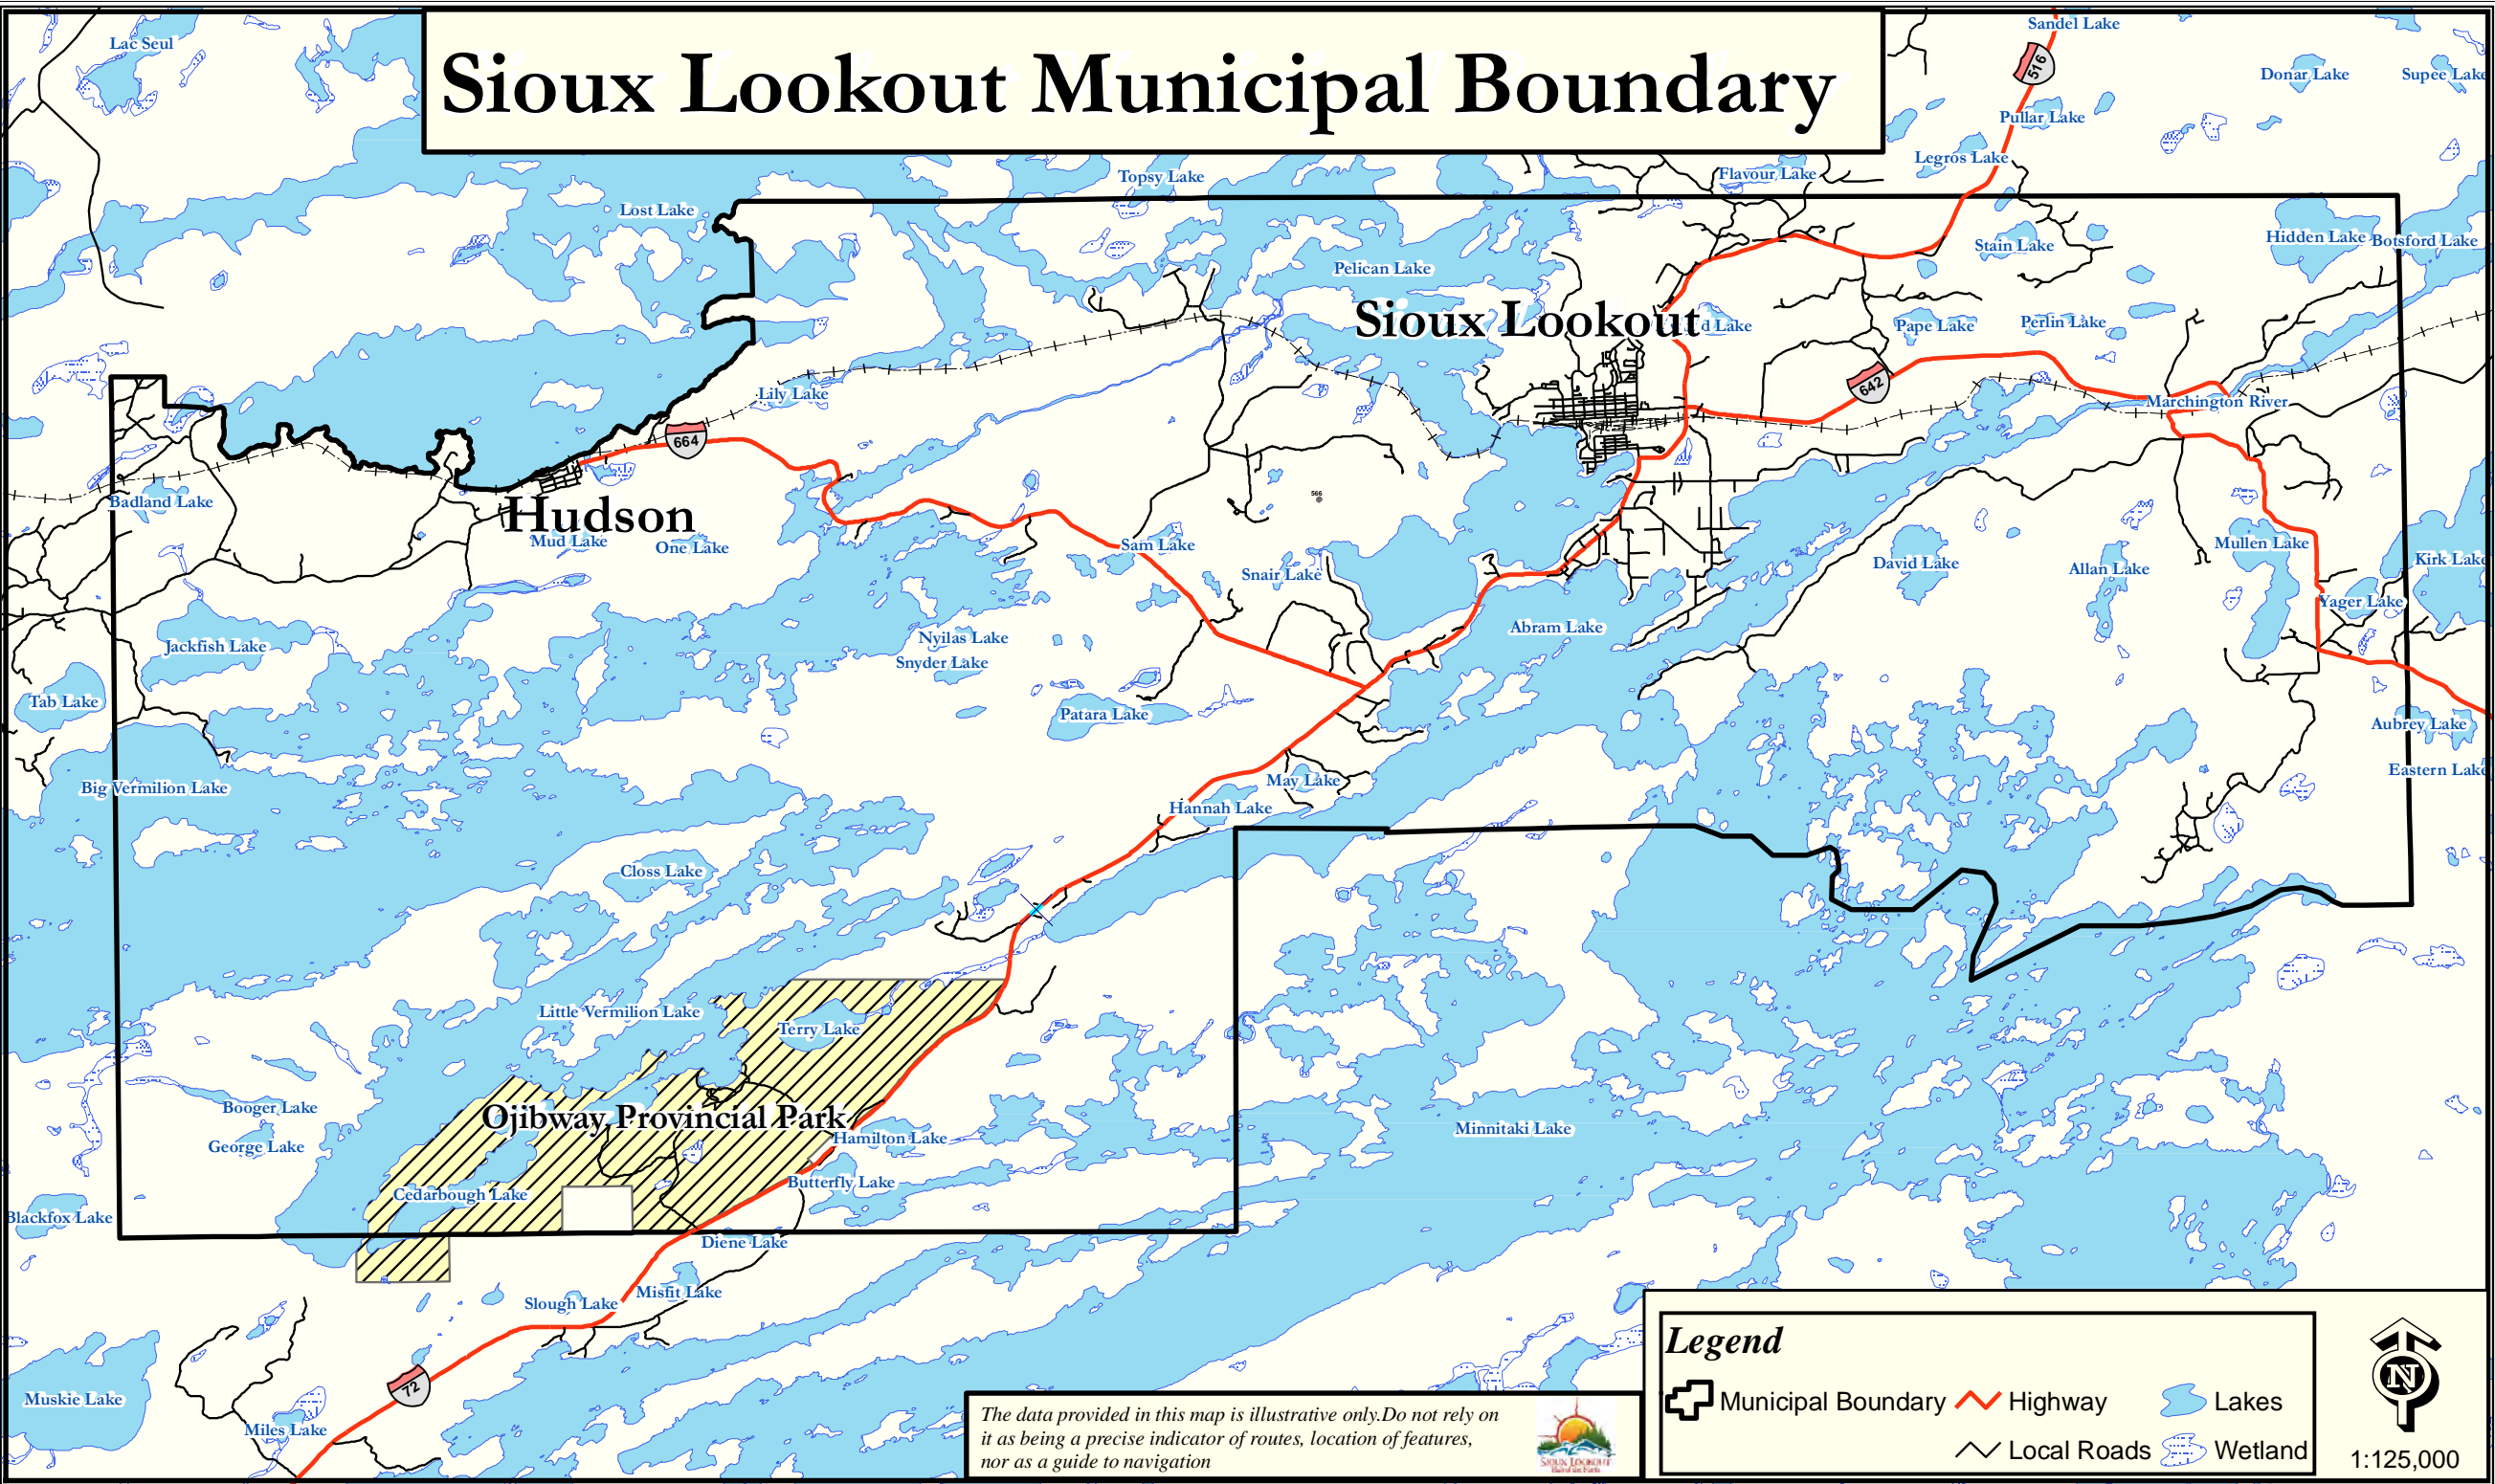 Sioux Lookout Municipal Boundary
Lac Seul
Sandel Lake
516
Donar Lake
Supee Lake
Pullar Lake
Legros Lake
Topsy Lake
Flavour Lake
Lost Lake
Stain Lake
Hidden Lake
Botsford Lake
Pelican Lake
Sioux Lookout
d Lake
Pape Lake
Perlin Lake
Lily Lake
642
Marchington River
664
Badland Lake
566
Hudson
Mud Lake
One Lake
Sam Lake
Snair Lake
David Lake
Allan Lake
Mullen Lake
Kirk Lake
Yager Lake
Jackfish Lake
Nyilas Lake
Snyder Lake
Abram Lake
Tab Lake
Patara Lake
Aubrey Lake
Big Vermilion Lake
May Lake
Hannah Lake
Eastern Lake
Closs Lake
Little Vermilion Lake
Terry Lake
Booger Lake
Ojibway Provincial Park
George Lake
Hamilton Lake
Minnitaki Lake
Cedarbough Lake
Butterfly Lake
Blackfox Lake
Diene Lake
Misfit Lake
Slough Lake
72
Muskie Lake
Miles Lake
The data provided in this map is illustrative only.Do not rely on
it as being a precise indicator of routes, location of features,
nor as a guide to navigation
SIOUX LOOKOUT
Legend
Municipal Boundary
Highway
Lakes
Local Roads
Wetland
N
1:125,000